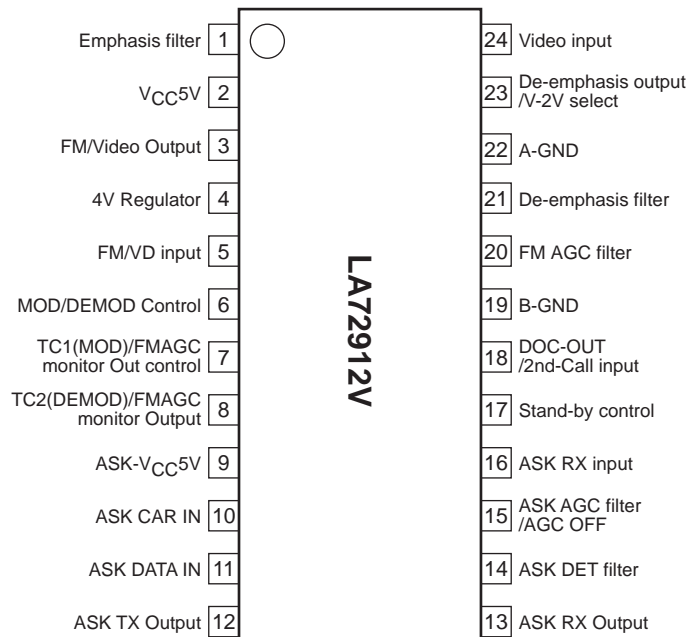 Emphasis filter 1
24 Video input
VCC5V 2
23 De-emphasis output
/V-2V select
FM/Video Output 3
22 A-GND
4V Regulator 4
21 De-emphasis filter
FM/VD input 5
20 FM AGC filter
MOD/DEMOD Control 6
19 B-GND
TC1(MOD)/FMAGC
monitor Out control 7
18 DOC-OUT
/2nd-Call input
TC2(DEMOD)/FMAGC
monitor Output 8
17 Stand-by control
ASK-VCC5V 9
16 ASK RX input
ASK CAR IN 10
15 ASK AGC filter
/AGC OFF
ASK DATA IN 11
14 ASK DET filter
ASK TX Output 12
13 ASK RX Output
LA72912V